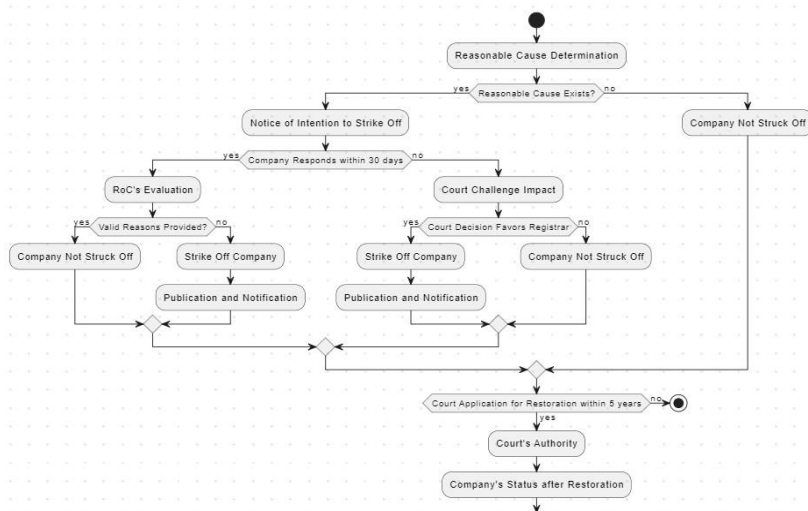 Reasonable Cause Determination
yes
Reasonable Cause Exists?
no
Notice of Intention to Strike Off
Company Not Struck Off
yes
Company Responds within 30 days
no
RoC's Evaluation
Court Challenge Impact
yes
Valid Reasons Provided?
no
yes
Court Decision Favors Registrar
no
Company Not Struck Off
Strike Off Company
Strike Off Company
Company Not Struck Off
Publication and Notification
Publication and Notification
Court Application for Restoration within 5 years
no
yes
Court's Authority
Company's Status after Restoration